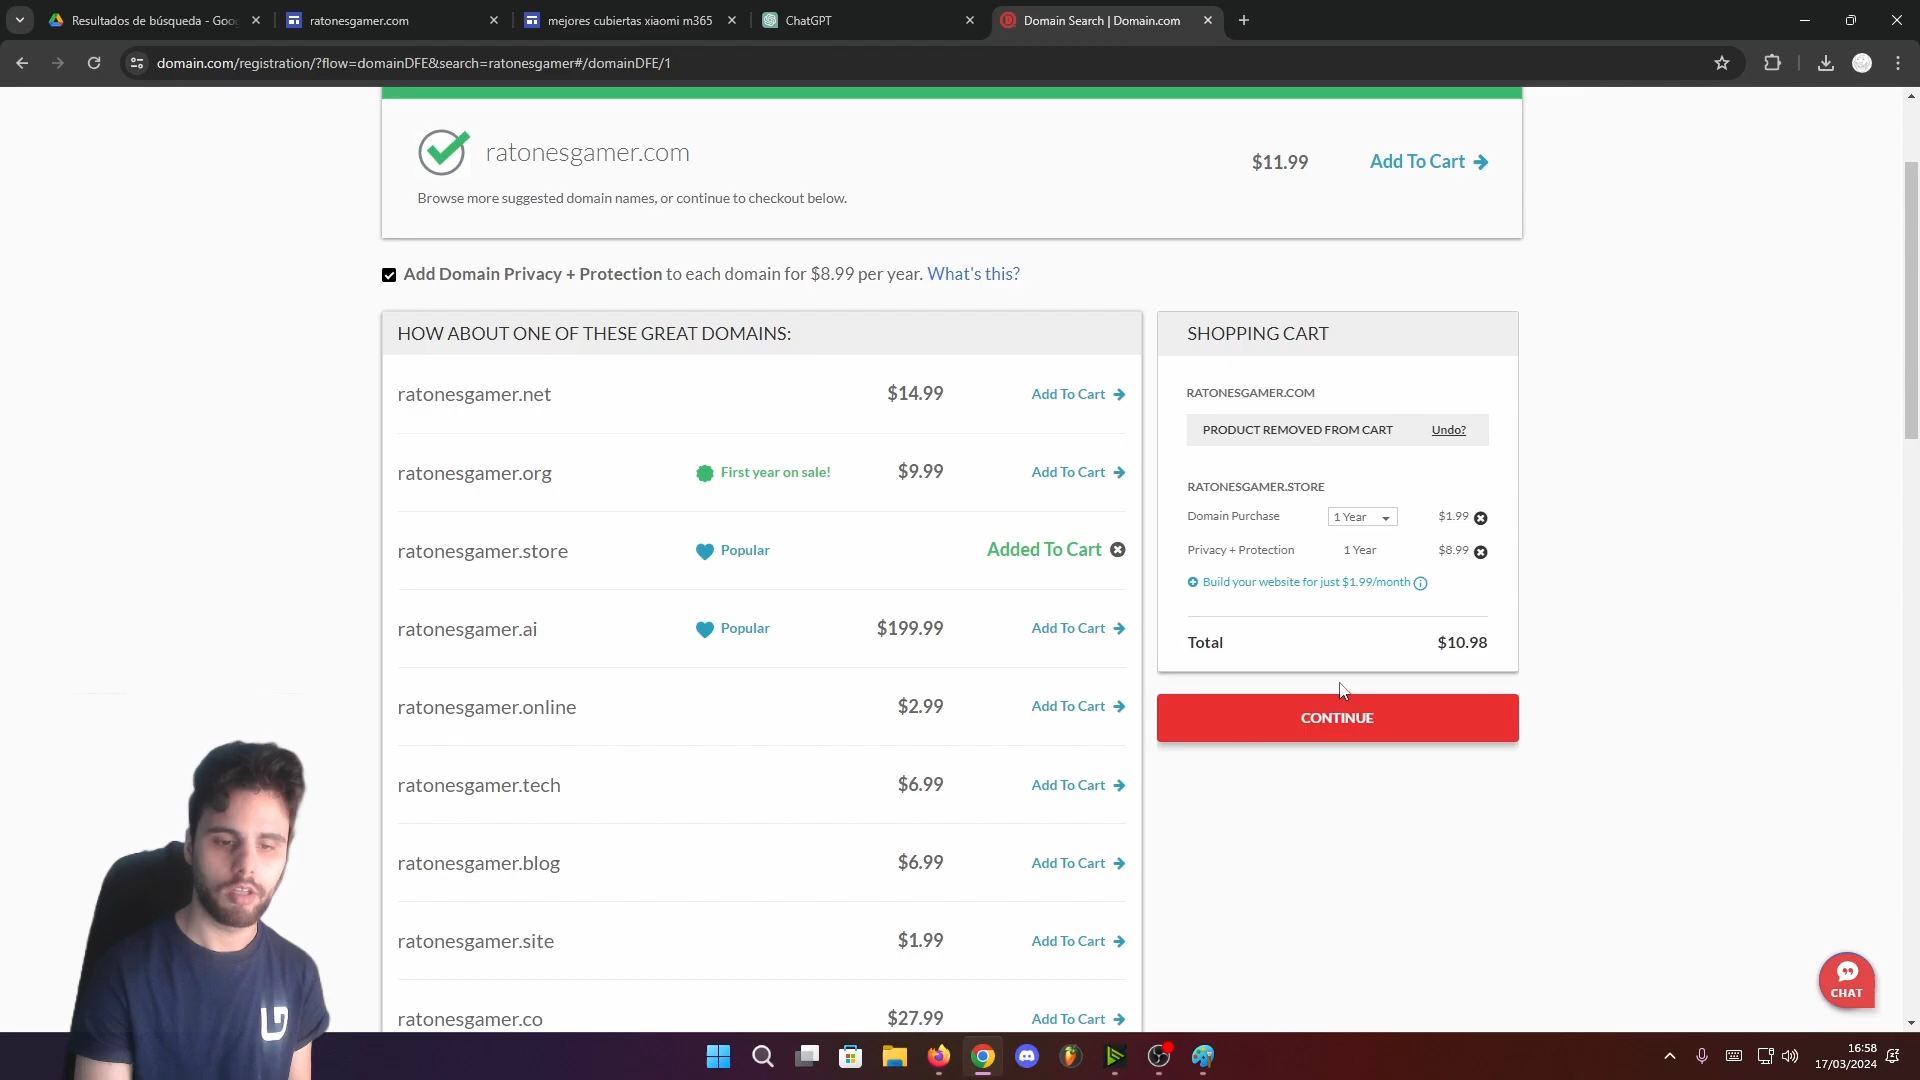 Resultados de búsqueda - Goo
ratonesgamer.com
mejores cubiertas xiaomi m365
ChatGPT
Domain Search | Domain.com
domain.com/registration/?flow=domainDFE&search=ratonesgamer#/domainDFE/1
ratonesgamer.com
$11.99
Add To Cart
Browse more suggested domain names, or continue to checkout below.
Add Domain Privacy + Protection to each domain for $8.99 per year. What's this?
HOW ABOUT ONE OF THESE GREAT DOMAINS:
ratonesgamer.net
$14.99
Add To Cart
ratonesgamer.org
First year on sale!
$9.99
Add To Cart
ratonesgamer.store
Popular
Added To Cart
ratonesgamer.ai
Popular
$199.99
Add To Cart
ratonesgamer.online
$2.99
Add To Cart
ratonesgamer.tech
$6.99
Add To Cart
ratonesgamer.blog
$6.99
Add To Cart
ratonesgamer.site
$1.99
Add To Cart
ratonesgamer.co
$27.99
Add To Cart
SHOPPING CART
RATONESGAMER.COM
PRODUCT REMOVED FROM CART
Undo?
RATONESGAMER.STORE
Domain Purchase
1 Year
$1.99
Privacy + Protection
1 Year
$8.99
Build your website for just $1.99/month
Total
$10.98
CONTINUE
CHAT
16:58
17/03/2024